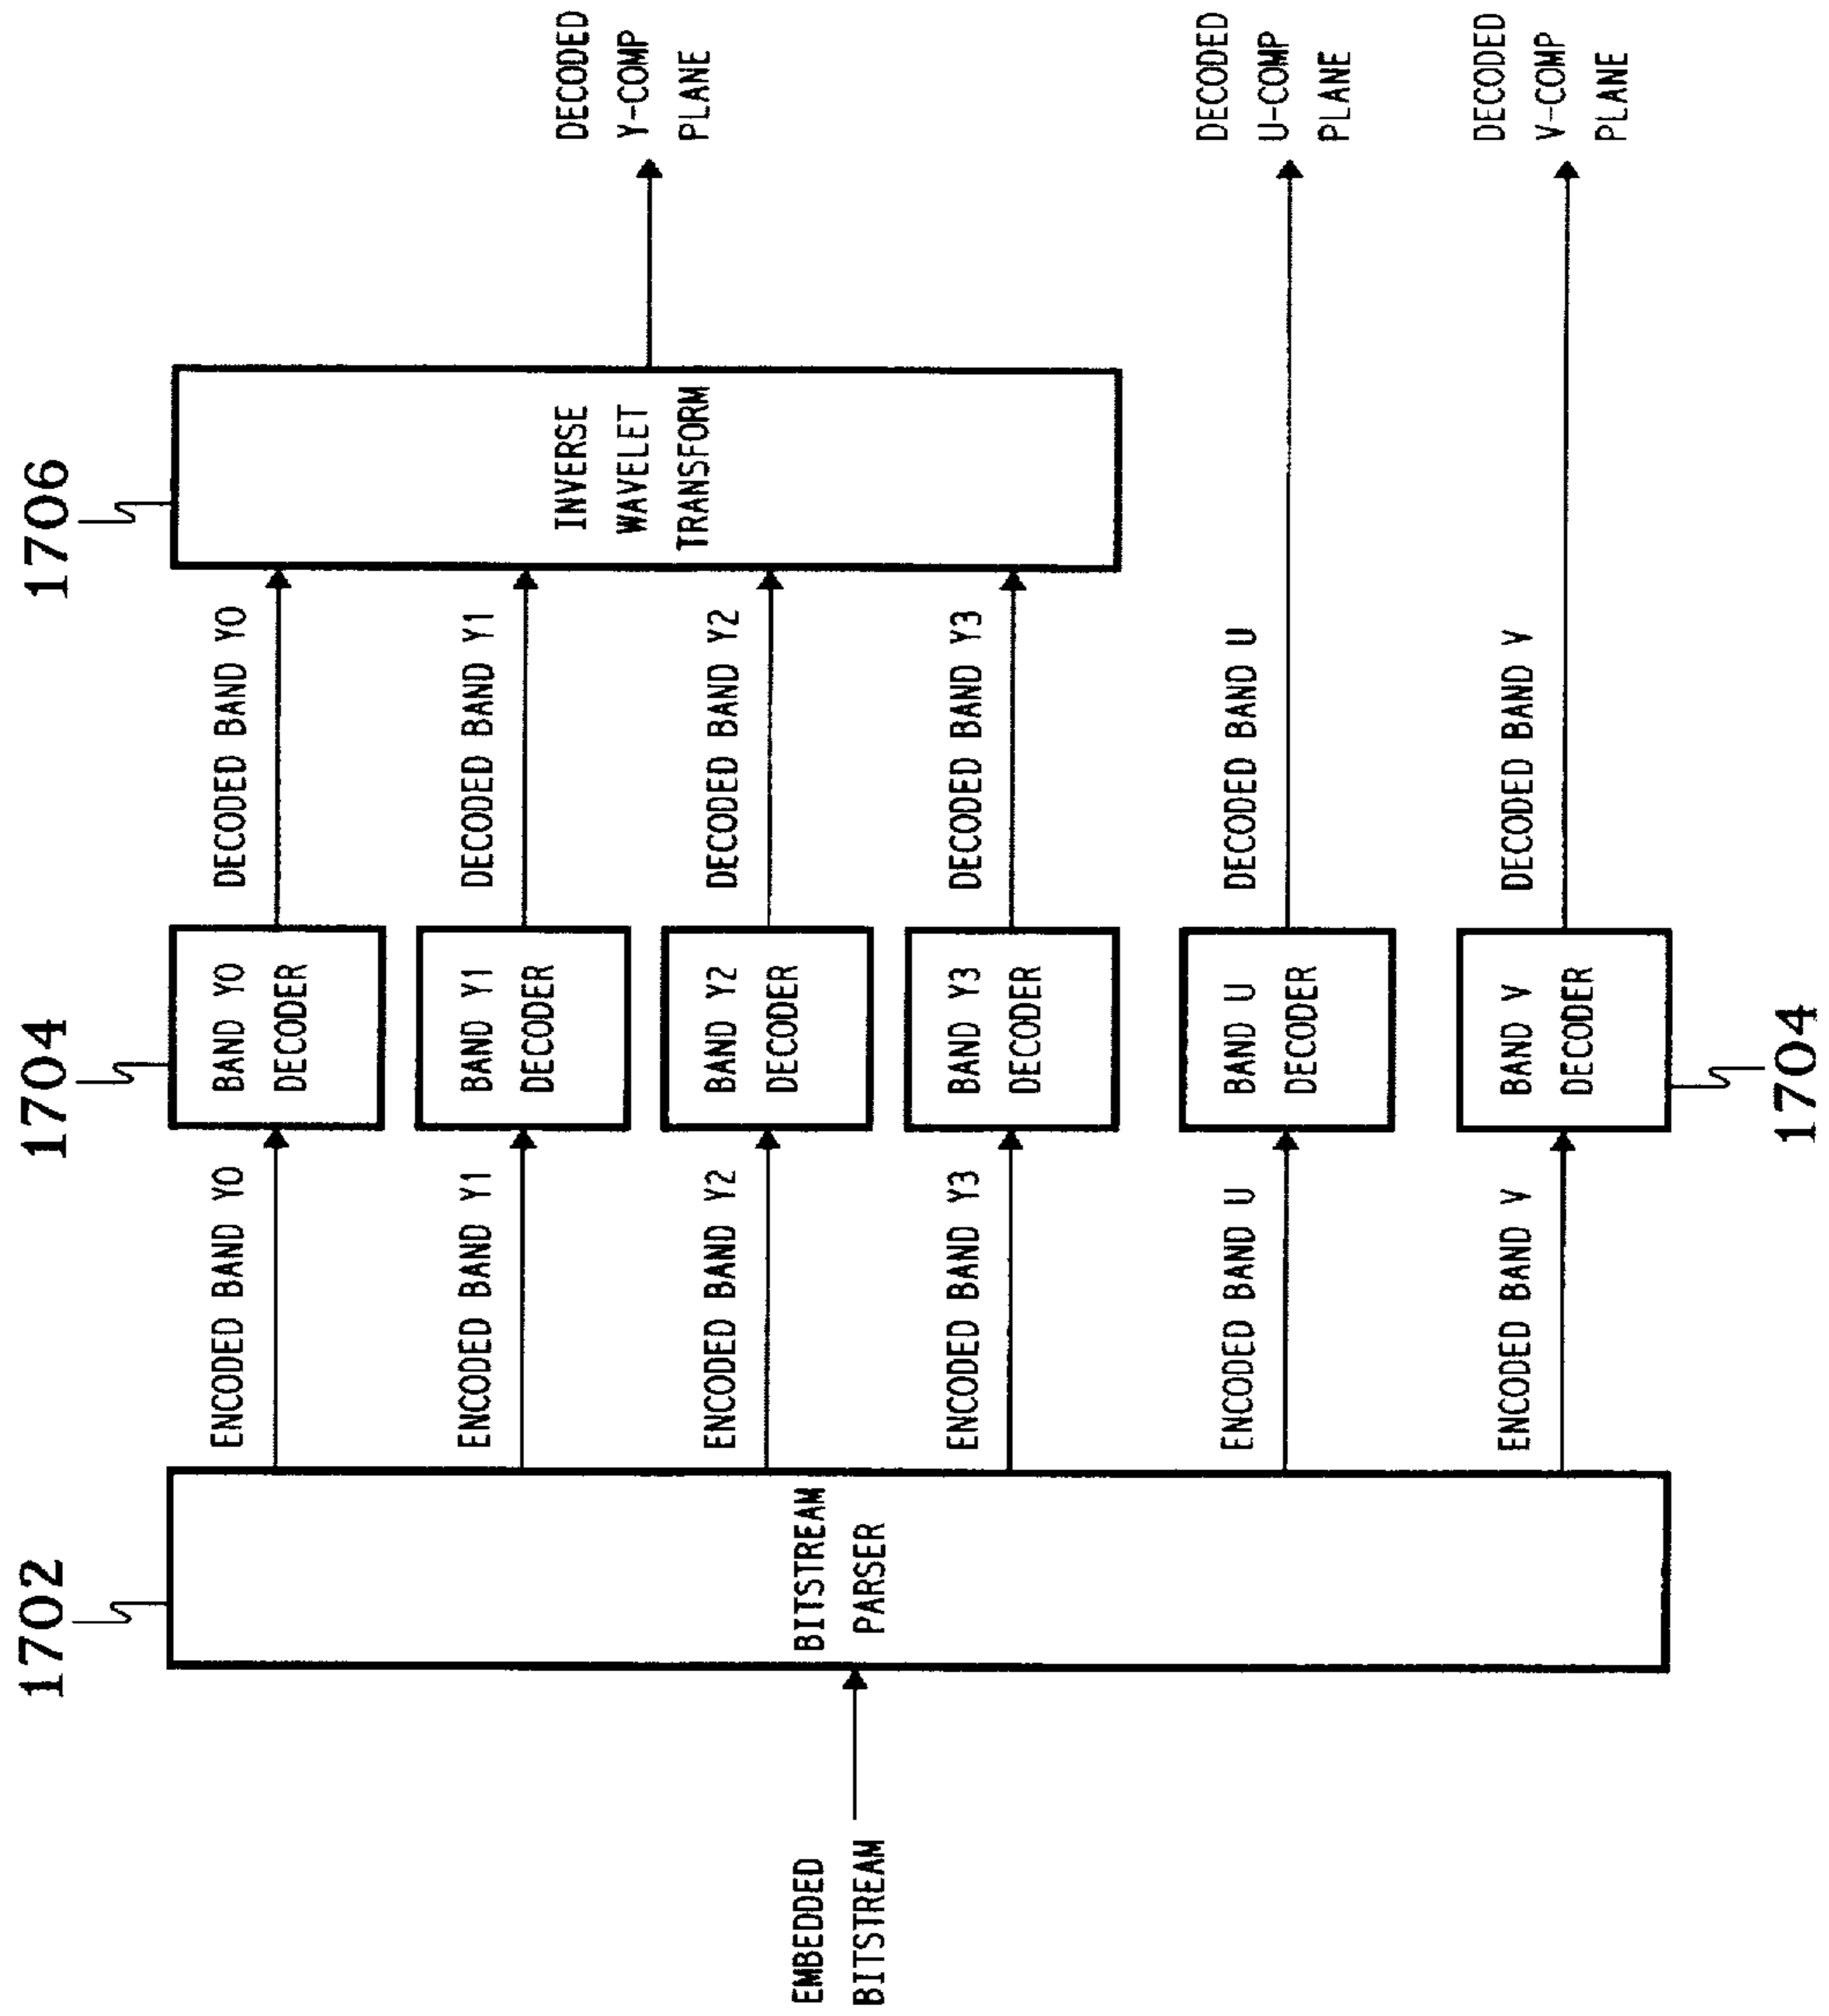 1702
1704
1706
EMBEDDED
BITSTREAM
BITSTREAM
PARSER
ENCODED BAND Y0
ENCODED BAND Y1
ENCODED BAND Y2
ENCODED BAND Y3
ENCODED BAND U
ENCODED BAND V
BAND Y0
DECODER
BAND Y1
DECODER
BAND Y2
DECODER
BAND Y3
DECODER
BAND U
DECODER
BAND V
DECODER
1704
DECODED BAND Y0
DECODED BAND Y1
DECODED BAND Y2
DECODED BAND Y3
DECODED BAND U
DECODED BAND V
INVERSE
WAVELET
TRANSFORM
DECODED
Y-COMP
PLANE
DECODED
U-COMP
PLANE
DECODED
V-COMP
PLANE